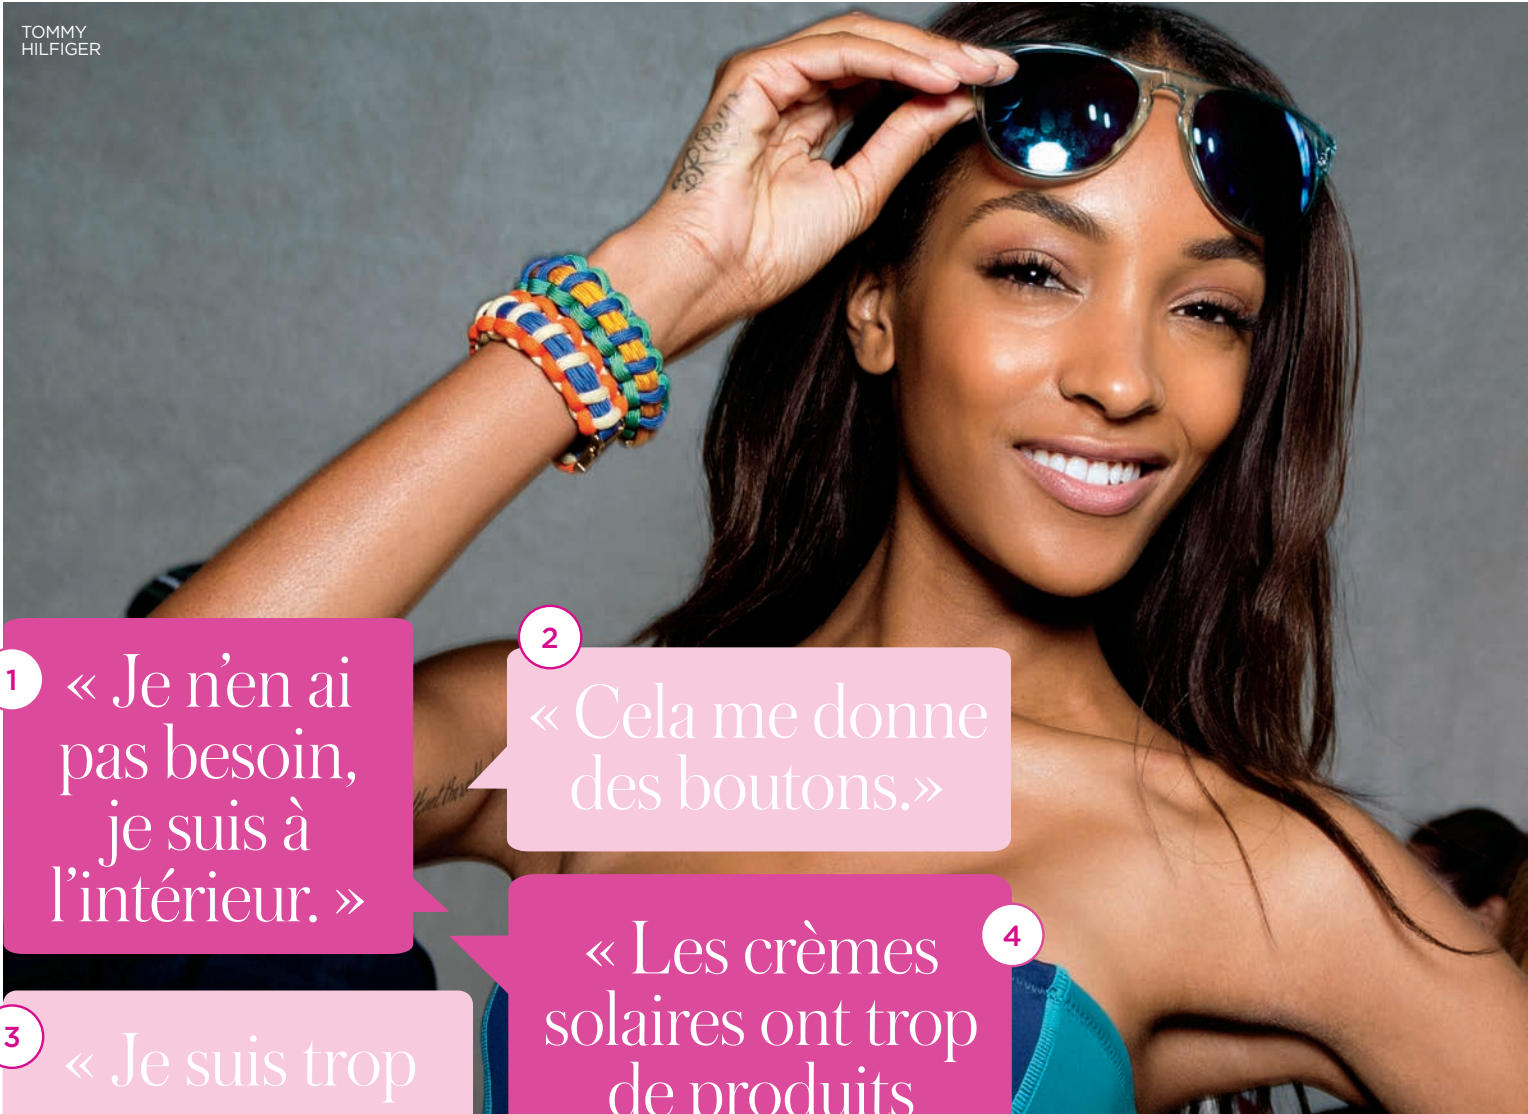 TOMMY
HILFIGER
1
« Je n’en ai
pas besoin,
je suis à
l’intérieur. »
2
« Cela me donne
des boutons.»
3
« Je suis trop
4
« Les crèmes
solaires ont trop
de produits